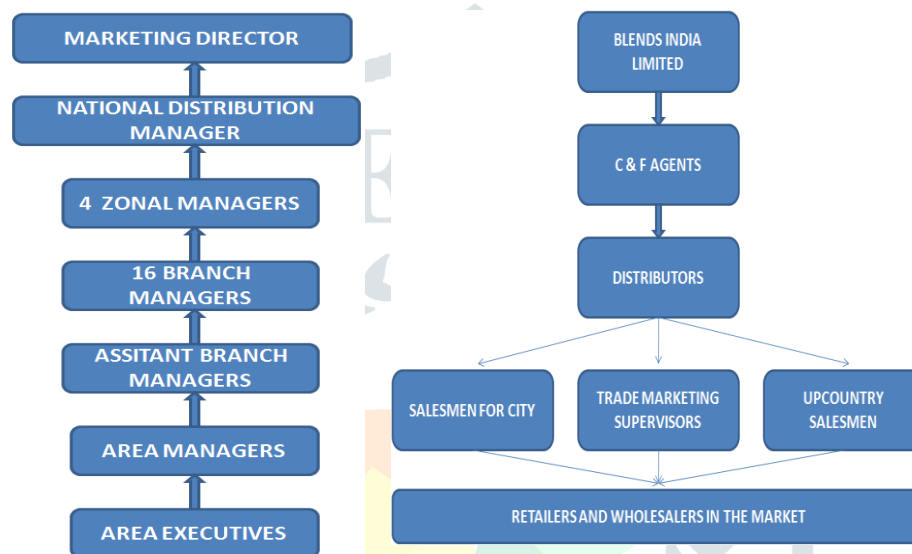 MARKETING DIRECTOR
NATIONAL DISTRIBUTION
MANAGER
4 ZONAL MANAGERS
16 BRANCH
MANAGERS
ASSITANT BRANCH
MANAGERS
AREA MANAGERS
AREA EXECUTIVES
BLENDS INDIA
LIMITED
C & F AGENTS
DISTRIBUTORS
SALESMEN FOR CITY
TRADE MARKETING
SUPERVISORS
UPCOUNTRY
SALESMEN
RETAILERS AND WHOLESALERS IN THE MARKET